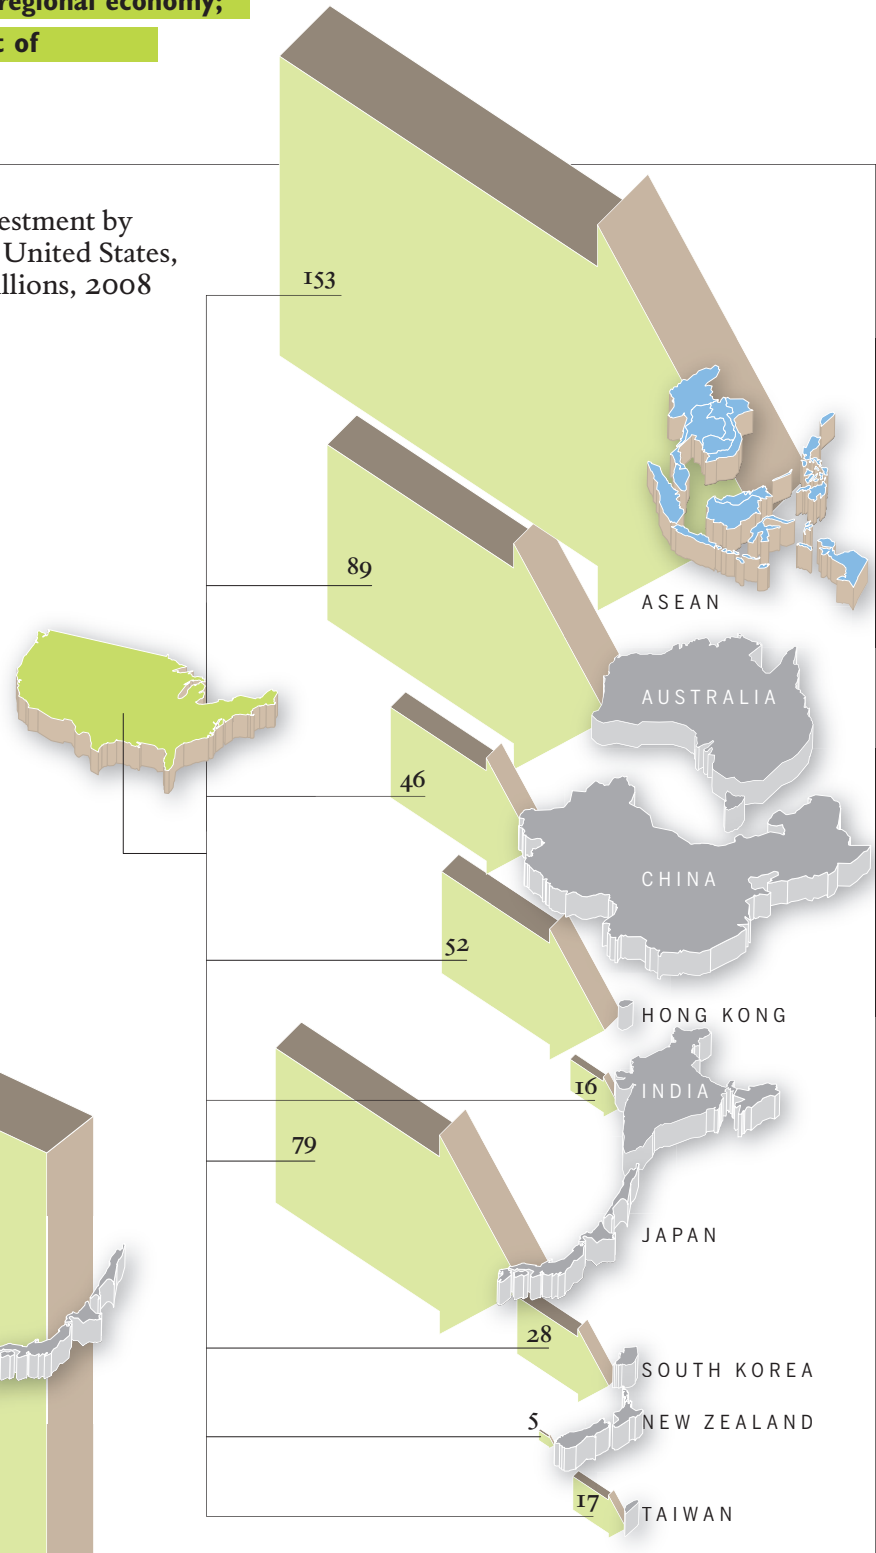 regional economy;
t of
estment by
United States,
illions, 2008
153
ASEAN
89
AUSTRALIA
46
CHINA
52
HONG KONG
16
INDIA
79
JAPAN
28
SOUTH KOREA
5
NEW ZEALAND
17
TAIWAN